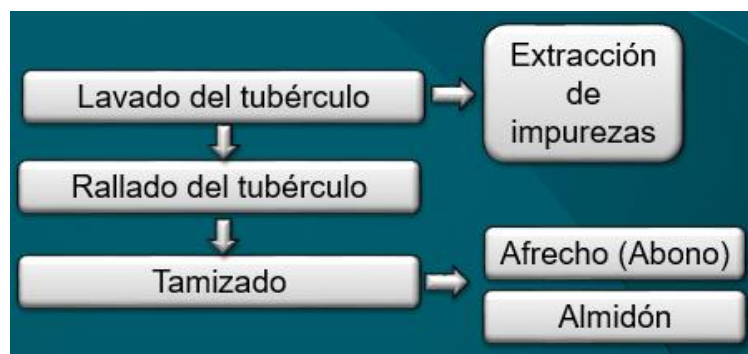 Lavado del tubérculo
Extracción
de
impurezas
Rallado del tubérculo
Tamizado
Afrecho (Abono)
Almidón